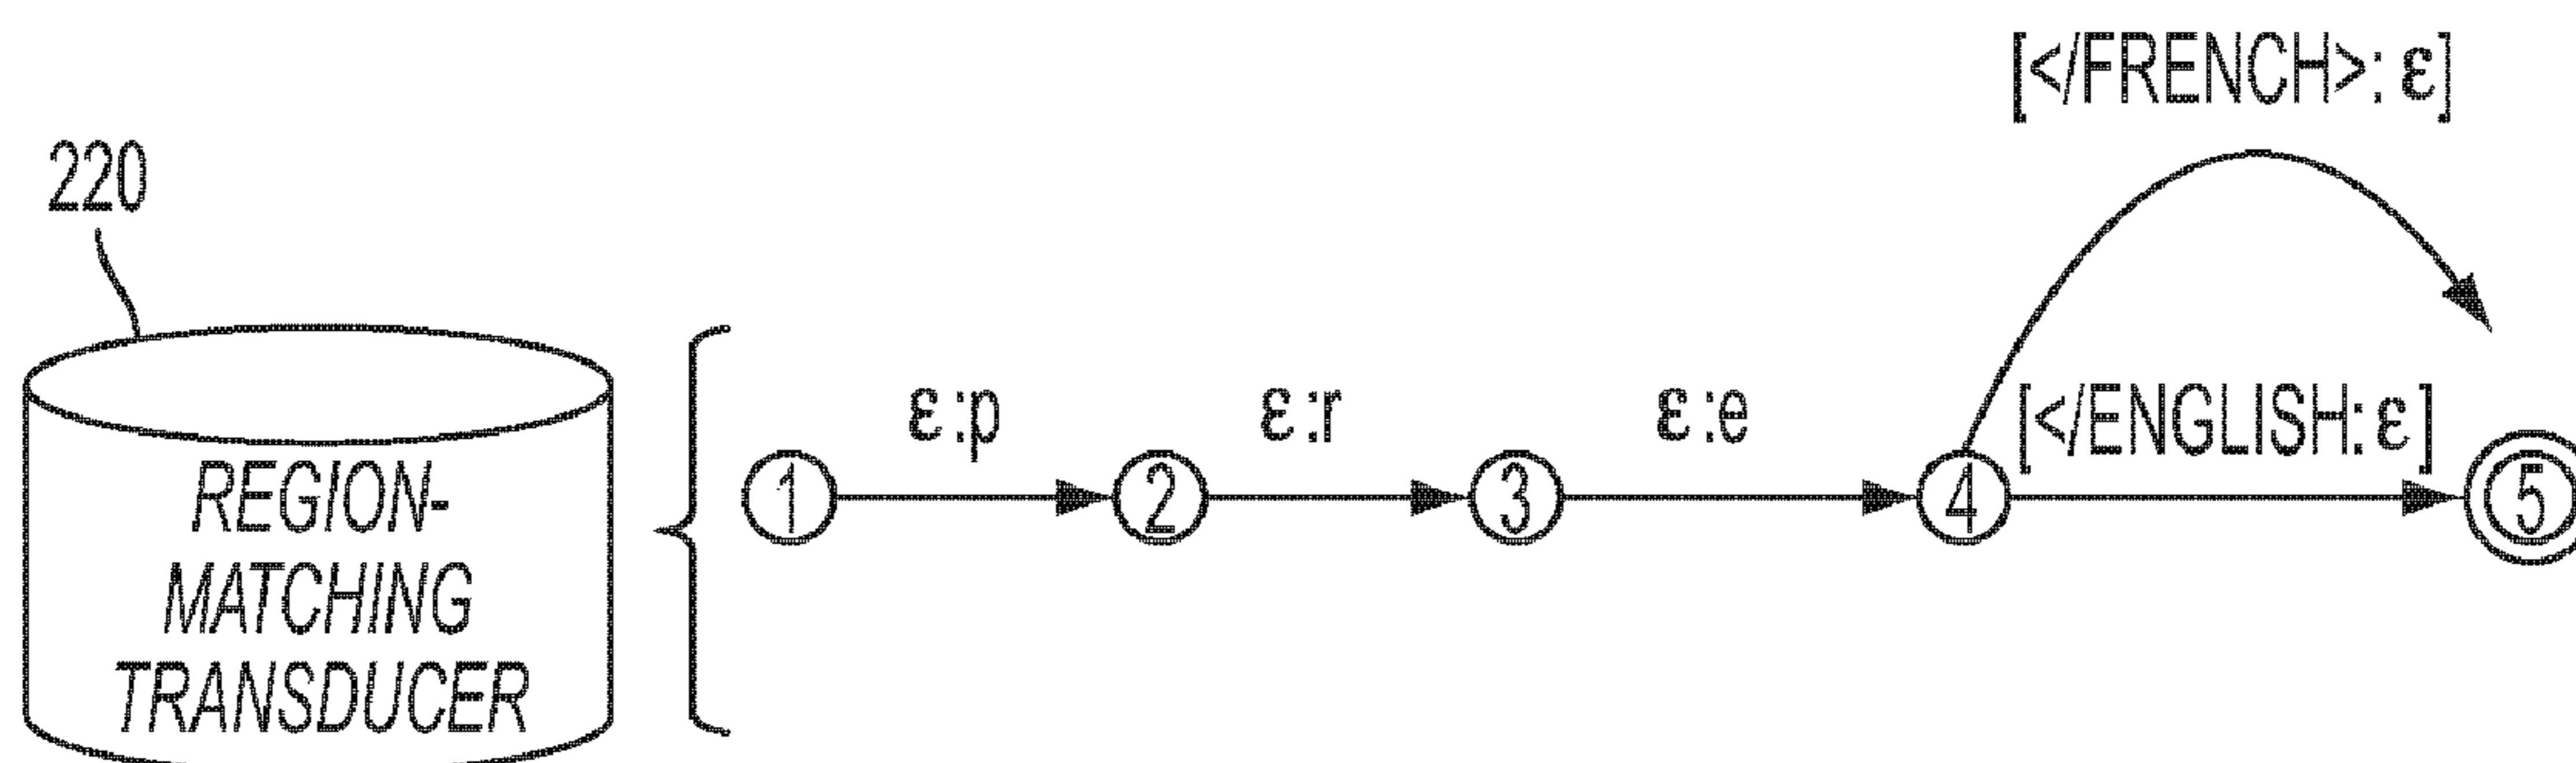 [</FRENCH>: ε]
220
ε:p
ε:r
ε:e
[</ENGLISH:ε]
1
2
3
4
5
REGION-
MATCHING
TRANSDUCER